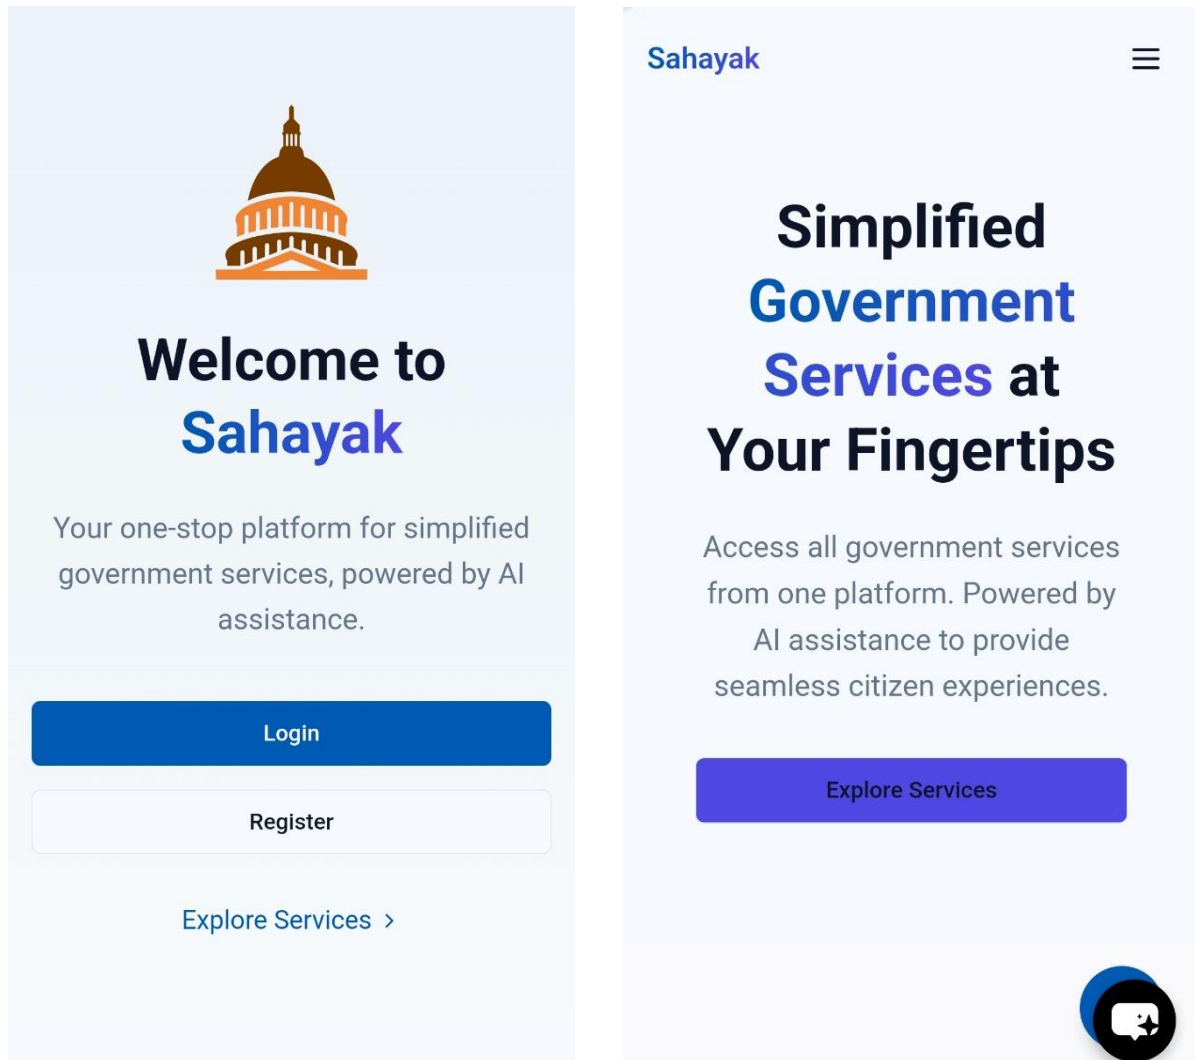 Welcome to
Sahayak
Your one-stop platform for simplified
government services, powered by AI
assistance.
Login
Register
Explore Services
Sahayak
Simplified
Government
Services at
Your Fingertips
Access all government services
from one platform. Powered by
AI assistance to provide
seamless citizen experiences.
Explore Services